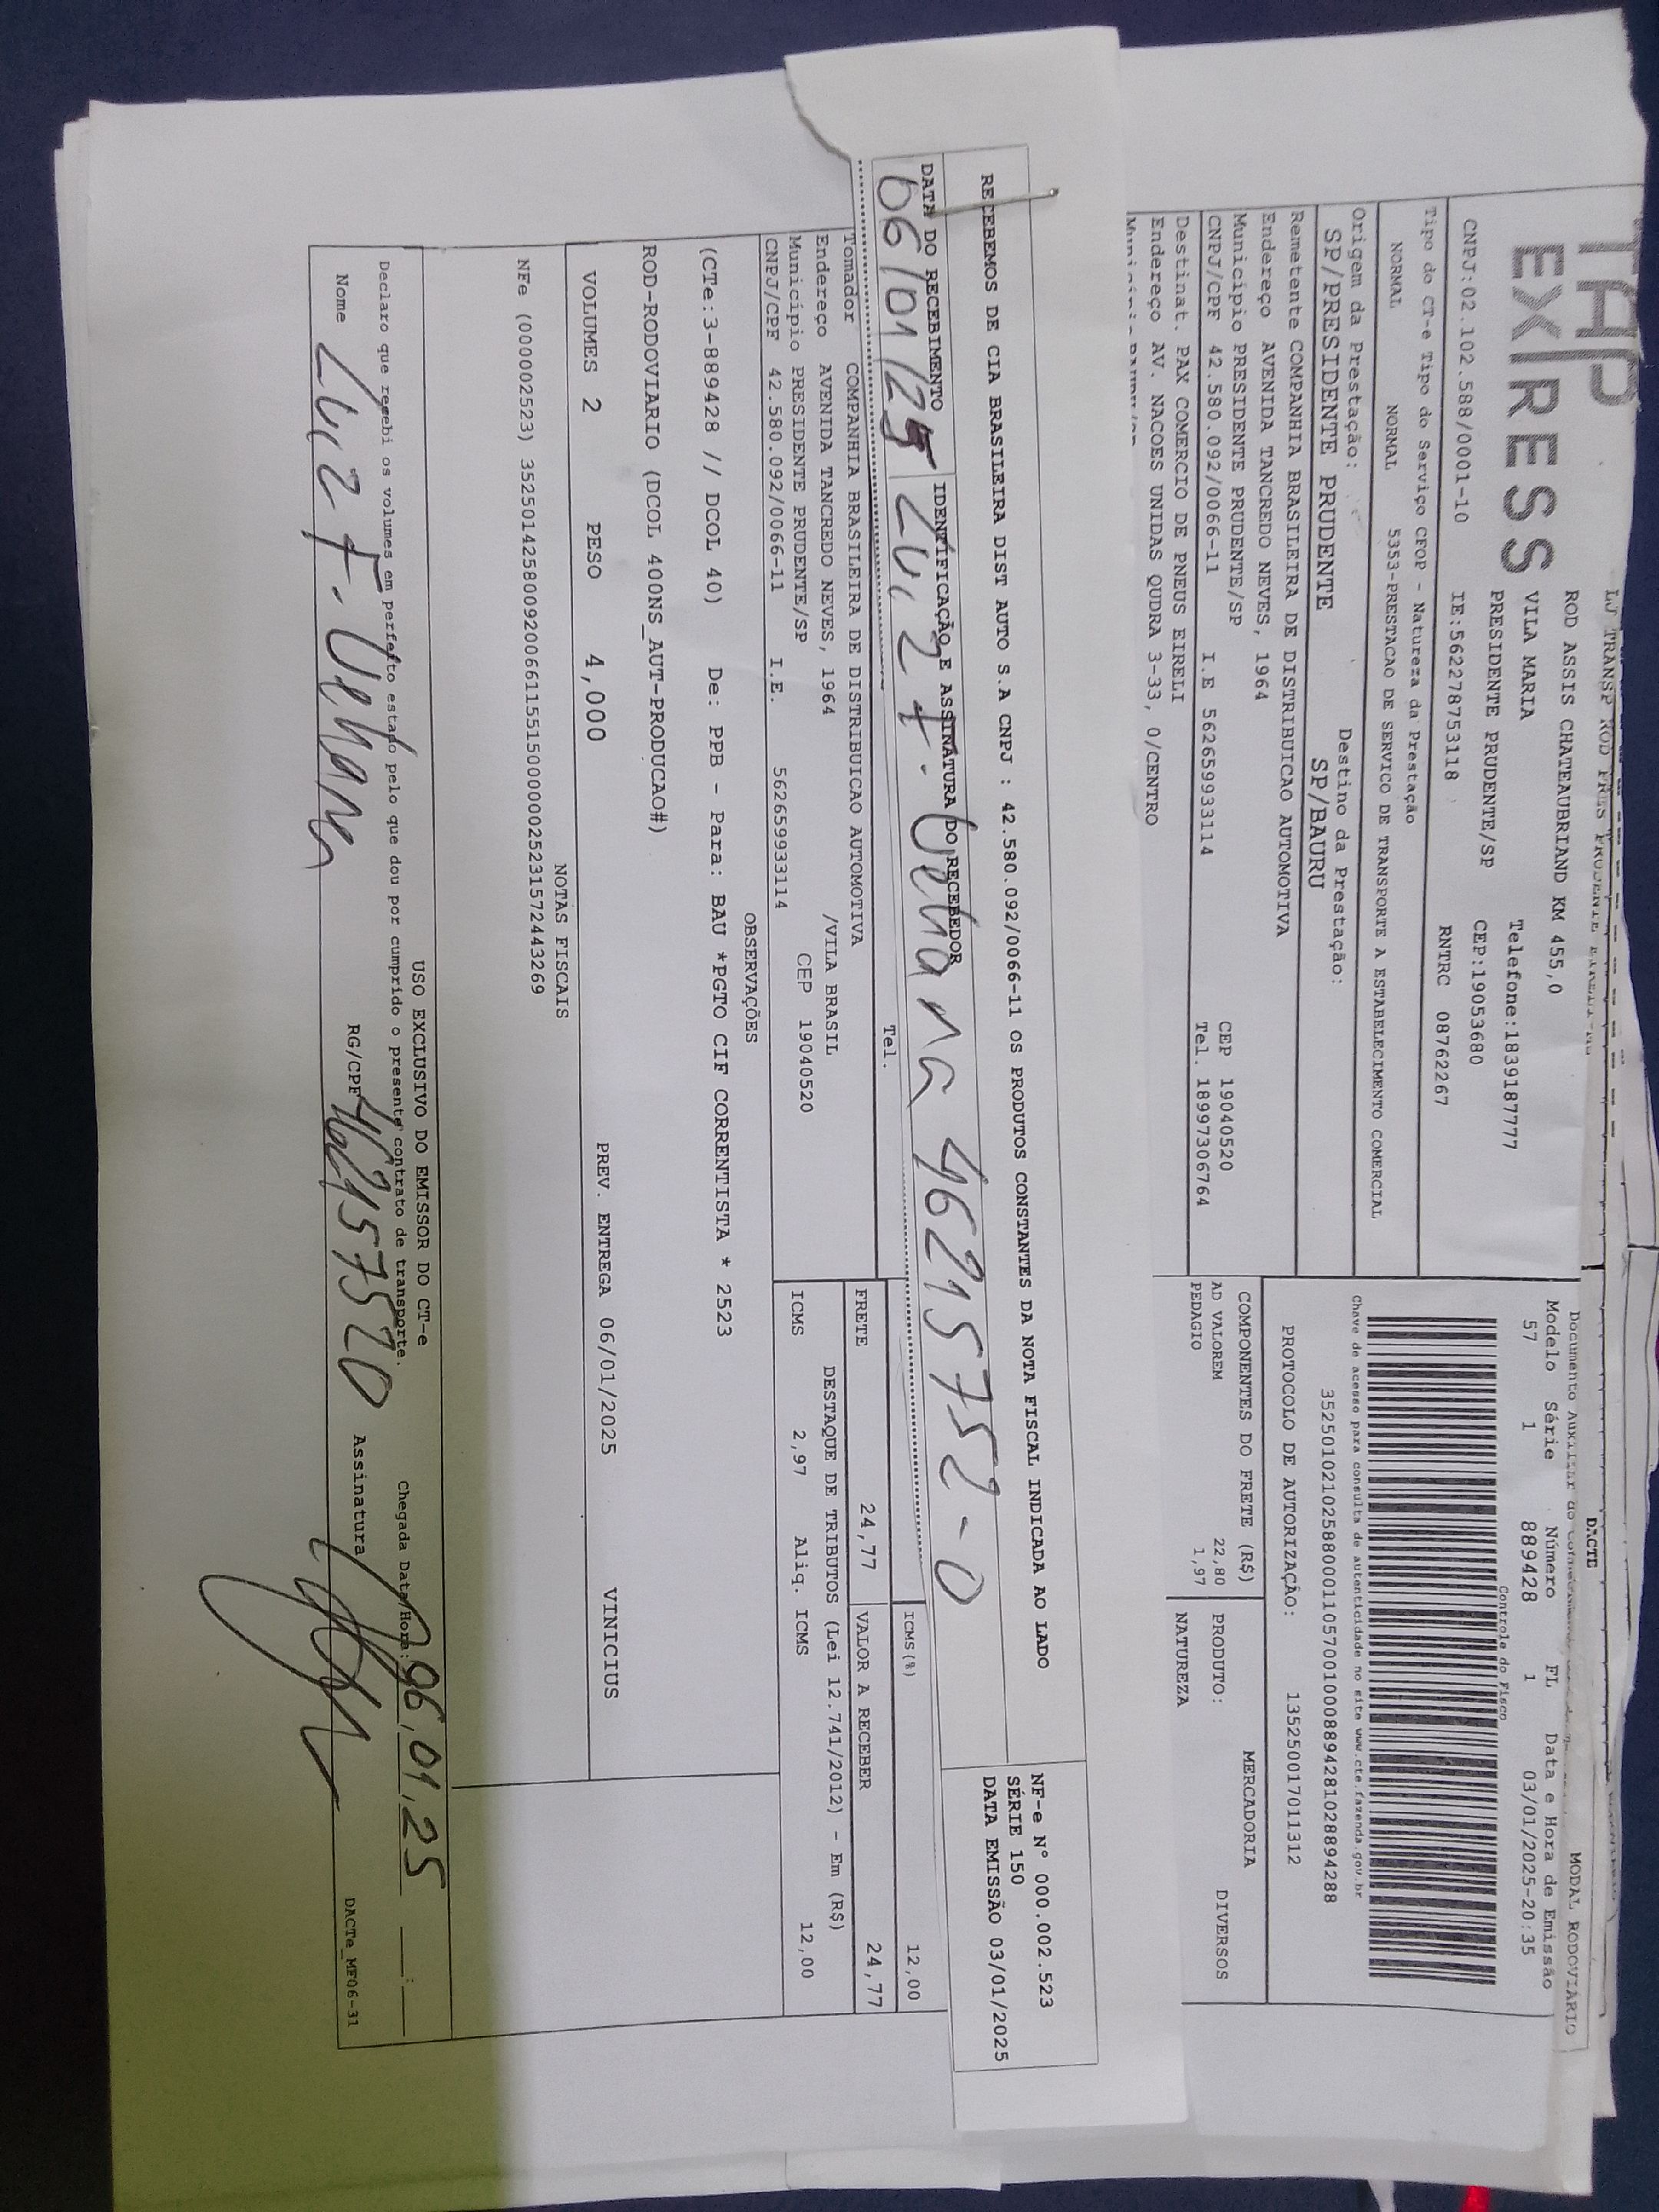 TAP
EX|RESS
LJ TRANSP ROD PRES PRUDENTE
ROD ASSIS CHATEAUBRIAND KM 455,0
VILA MARIA Telefone:1839187777
PRESIDENTE PRUDENTE/SP CEP:19053680
CNPJ:02.102.588/0001-10 IE:562278753118 RNTRC 08762267
Tipo do CT-e Tipo do Serviço CFOP - Natureza da Prestação
NORMAL NORMAL 5353-PRESTACAO DE SERVICO DE TRANSPORTE A ESTABELECIMENTO COMERCIAL
Origem da Prestação: Destino da Prestação:
SP/PRESIDENTE PRUDENTE SP/BAURU
Remetente COMPANHIA BRASILEIRA DE DISTRIBUICAO AUTOMOTIVA
Endereço AVENIDA TANCREDO NEVES, 1964
Município PRESIDENTE PRUDENTE/SP CEP 19040520
CNPJ/CPF 42.580.092/0066-11 I.E 562659933114 Tel. 18997306764
Destinat. PAX COMERCIO DE PNEUS EIRELI
Endereço AV. NACOES UNIDAS QUDRA 3-33, 0/CENTRO
DACTE MODAL RODOVIÁRIO
Documento Auxiliar do
Modelo Série Número FL Data e Hora de Emissão
57 1 889428 1 03/01/2025-20:35
Controle do Fisco
Chave de acesso para consulta de autenticidade no site www.cte.fazenda.gov.br
35250102102588000110570010008894281028894288
PROTOCOLO DE AUTORIZAÇÃO: 135250017011312
COMPONENTES DO FRETE (R$) MERCADORIA
AD VALOREM 22,80 PRODUTO: DIVERSOS
PEDAGIO 1,97 NATUREZA
RECEBEMOS DE CIA BRASILEIRA DIST AUTO S.A CNPJ : 42.580.092/0066-11 OS PRODUTOS CONSTANTES DA NOTA FISCAL INDICADA AO LADO
NF-e N° 000.002.523
SÉRIE 150
DATA EMISSÃO 03/01/2025
DATA DO RECEBIMENTO IDENTIFICAÇÃO E ASSINATURA DO RECEBEDOR
06/01/25 Luiz F. Uehara 46215752-0
Tel. ICMS(%) 12,00
Tomador COMPANHIA BRASILEIRA DE DISTRIBUICAO AUTOMOTIVA
Endereço AVENIDA TANCREDO NEVES, 1964 /VILA BRASIL
Município PRESIDENTE PRUDENTE/SP CEP 19040520
CNPJ/CPF 42.580.092/0066-11 I.E. 562659933114
FRETE 24,77 VALOR A RECEBER 24,77
DESTAQUE DE TRIBUTOS (Lei 12.741/2012) - Em (R$)
ICMS 2,97 Aliq. ICMS 12,00
OBSERVAÇÕES
(CTe:3-889428 // DCOL 40) De: PPB - Para: BAU *PGTO CIF CORRENTISTA * 2523
ROD-RODOVIARIO (DCOL 400NS_AUT-PRODUCAO#)
VOLUMES 2 PESO 4,000 PREV. ENTREGA 06/01/2025 VINICIUS
NOTAS FISCAIS
NFe (000002523) 35250142580092006611551500000025231572443269
USO EXCLUSIVO DO EMISSOR DO CT-e
Declaro que recebi os volumes em perfeito estado pelo que dou por cumprido o presente contrato de transporte. Chegada Data/Hora: 06,01,25 :
Nome Luiz F. Uehara RG/CPF 462157520 Assinatura
DACTe_MF06-31